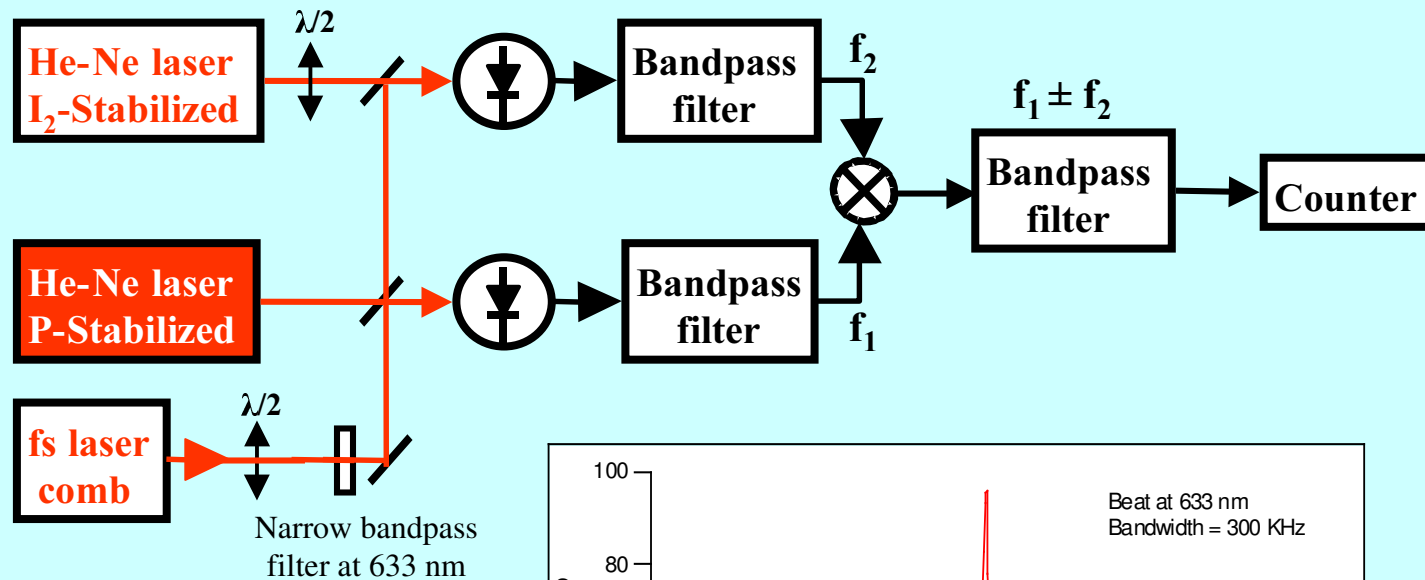 λ/2
He-Ne laser
I₂-Stabilized
Bandpass
filter
f₂
f₁ ± f₂
Bandpass
filter
Counter
He-Ne laser
P-Stabilized
Bandpass
filter
f₁
λ/2
fs laser
comb
Narrow bandpass
filter at 633 nm
100
80
Beat at 633 nm
Bandwidth = 300 KHz